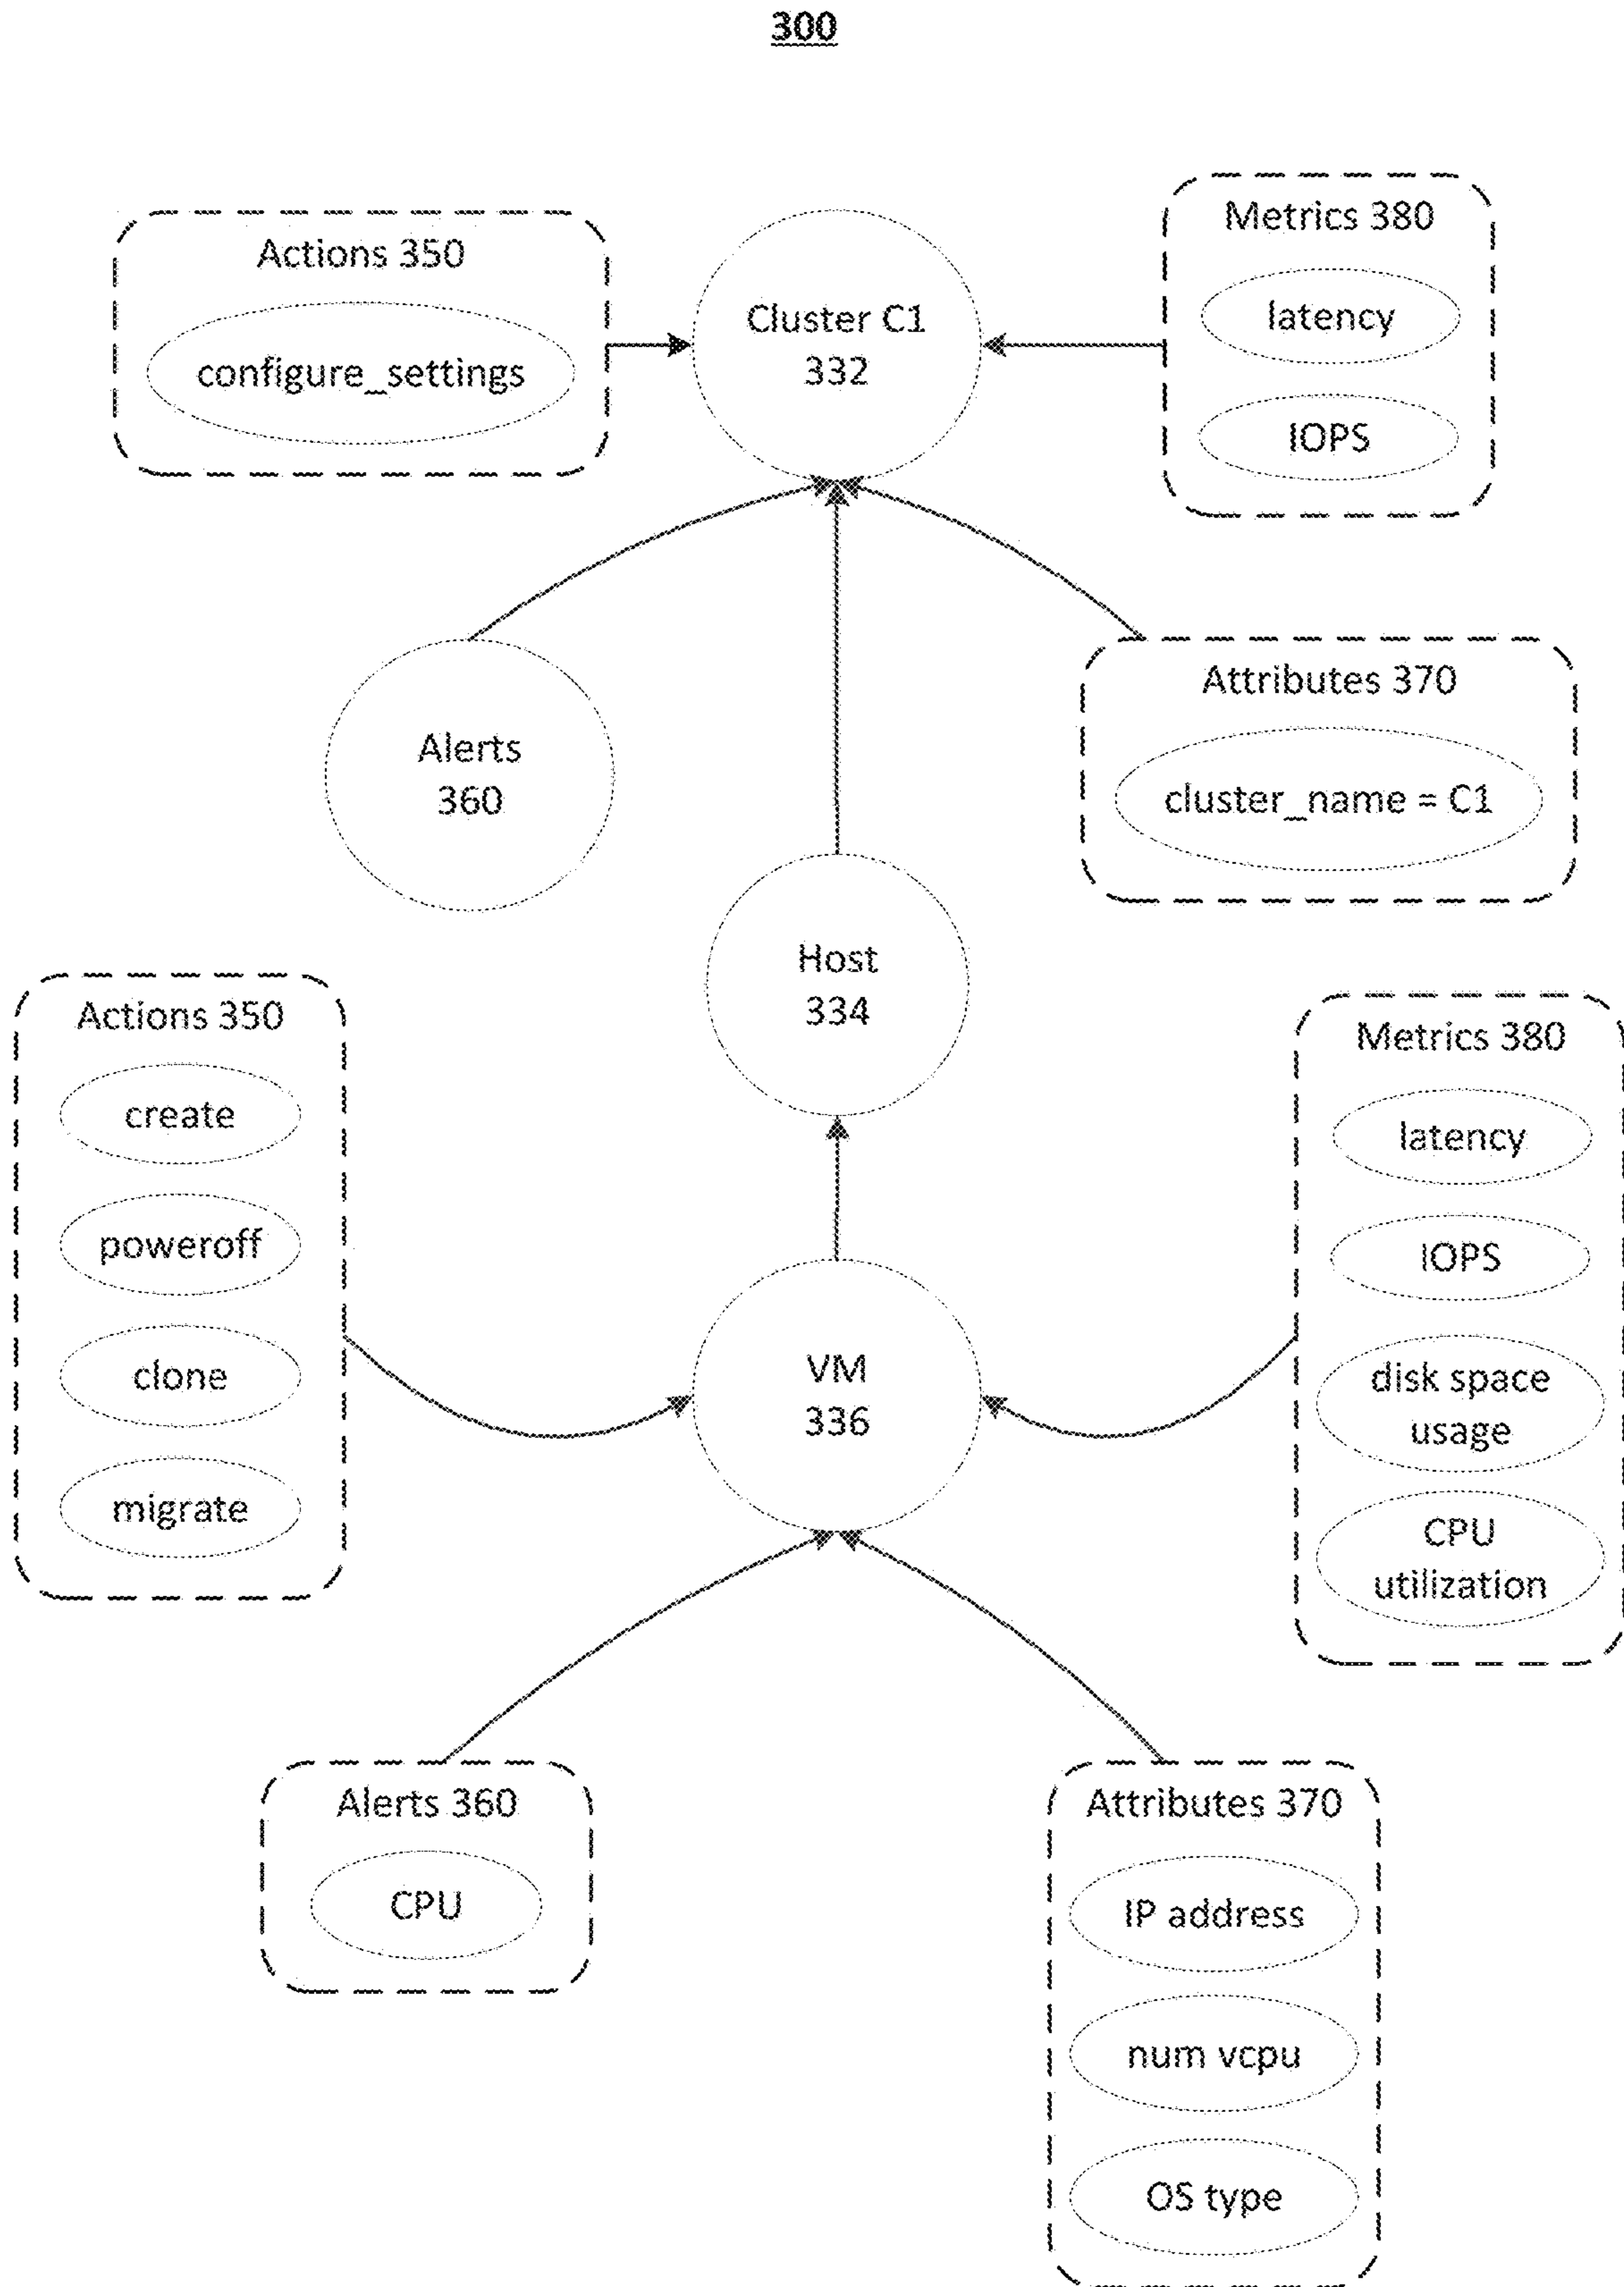 300
Actions 350
configure_settings
Cluster C1
332
Metrics 380
latency
IOPS
Alerts
360
Attributes 370
cluster_name = C1
Host
334
Actions 350
create
poweroff
clone
migrate
VM
336
Metrics 380
latency
IOPS
disk space
usage
CPU
utilization
Alerts 360
CPU
Attributes 370
IP address
num vcpu
OS type